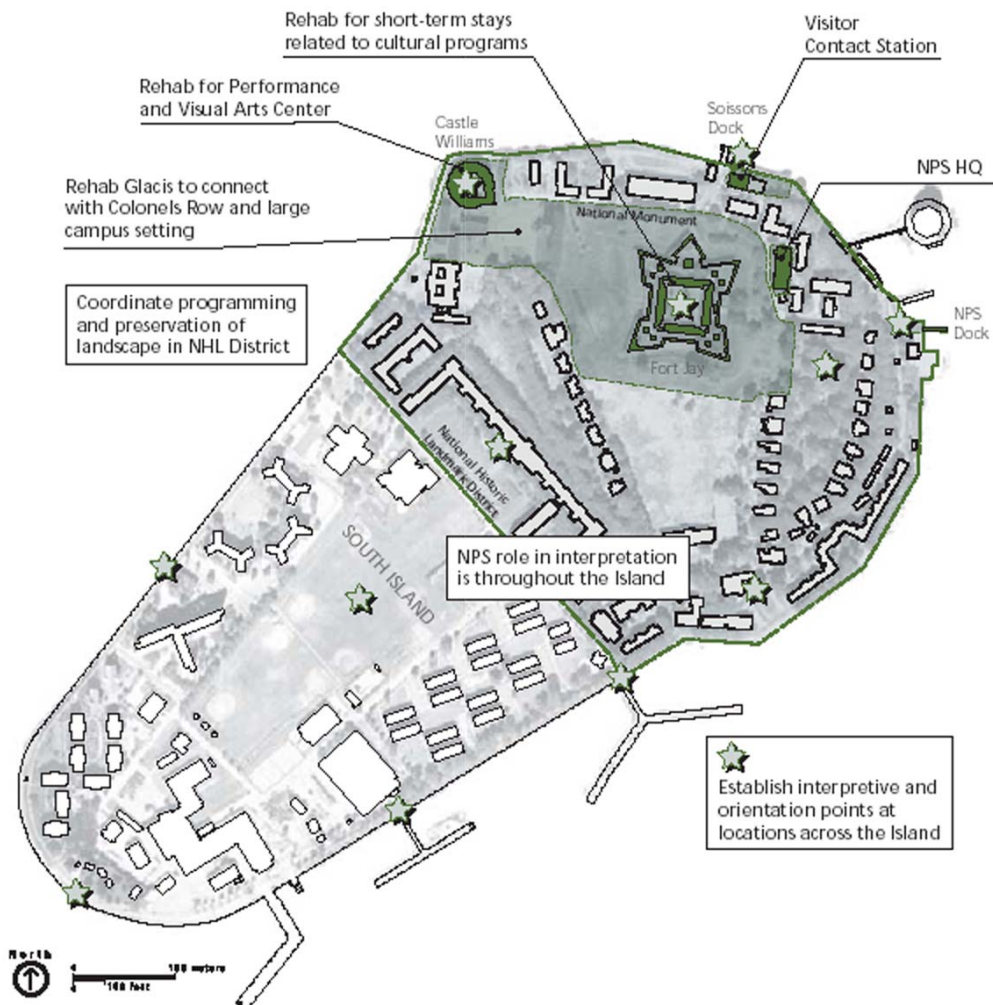 Rehab for short-term stays
related to cultural programs
Visitor
Contact Station
Rehab for Performance
and Visual Arts Center
Castle
Williams
Soissons
Dock
NPS HQ
Rehab Glacis to connect
with Colonels Row and large
campus setting
National Monument
Coordinate programming
and preservation of
landscape in NHL District
NPS
Dock
Fort Jay
National Historic
Landmark District
SOUTH ISLAND
NPS role in interpretation
is throughout the Island
Establish interpretive and
orientation points at
locations across the Island
North
100 meters
100 feet